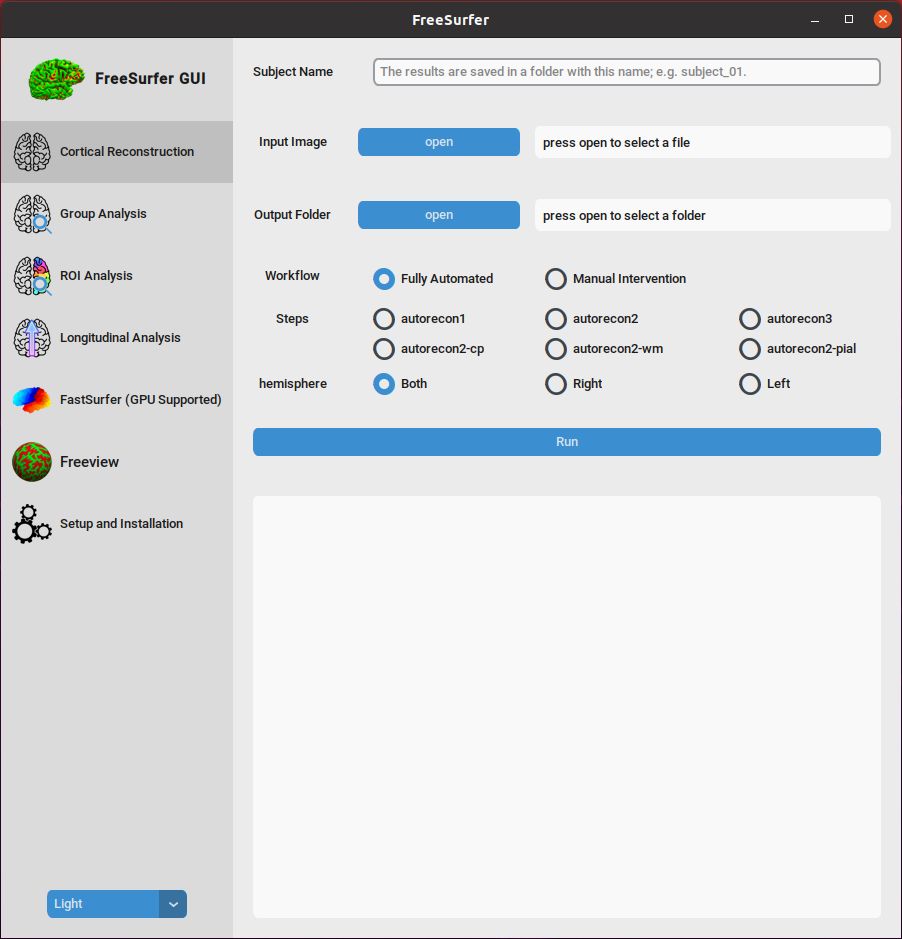 FreeSurfer
FreeSurfer GUI
Cortical Reconstruction
Group Analysis
ROI Analysis
Longitudinal Analysis
FastSurfer (GPU Supported)
Freeview
Setup and Installation
Light
Subject Name The results are saved in a folder with this name; e.g. subject_01.
Input Image open press open to select a file
Output Folder open press open to select a folder
Workflow Fully Automated Manual Intervention
Steps autorecon1 autorecon2 autorecon3
autorecon2-cp autorecon2-wm autorecon2-pial
hemisphere Both Right Left
Run